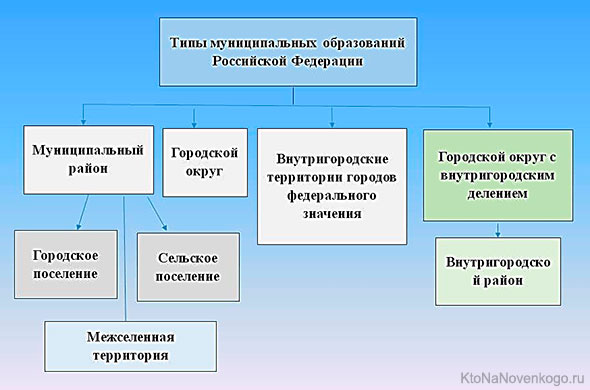 Типы муниципальных образований
Российской Федерации
Муниципальный
район
Городской
округ
Внутригородские
территории городов
федерального
значения
Городской округ с
внутригородским
делением
Городское
поселение
Сельское
поселение
Внутригородско
й район
Межселенная
территория
KtoNaNovenkogo.ru